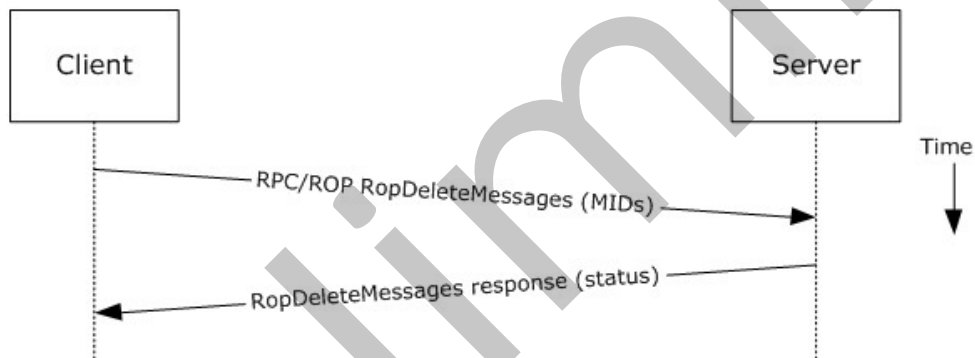 Client
Server
Time
RPC/ROP RopDeleteMessages (MIDs)
RopDeleteMessages response (status)